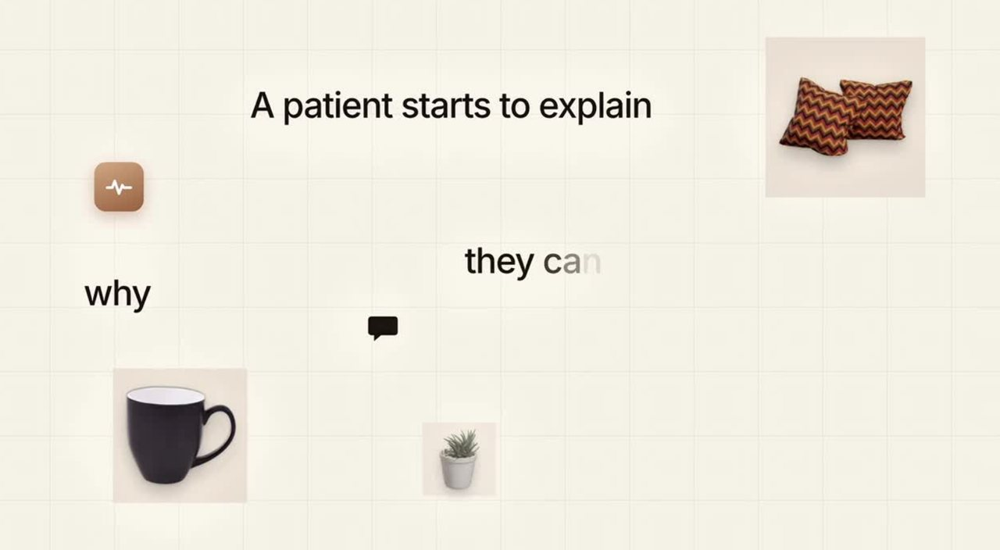 A patient starts to explain
why
they can